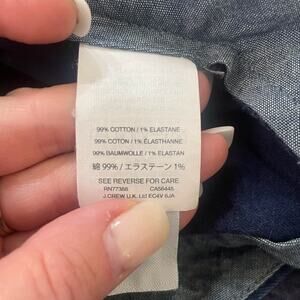 99% COTTON / 1% ELASTANE
99% COTON / 1% ÉLASTHANNE
99% BAUMWOLLE / 1% ELASTAN
綿 99% / エラステーン 1%
SEE REVERSE FOR CARE
RN77388 CA56445
J.CREW U.K. Ltd EC4V 6JA